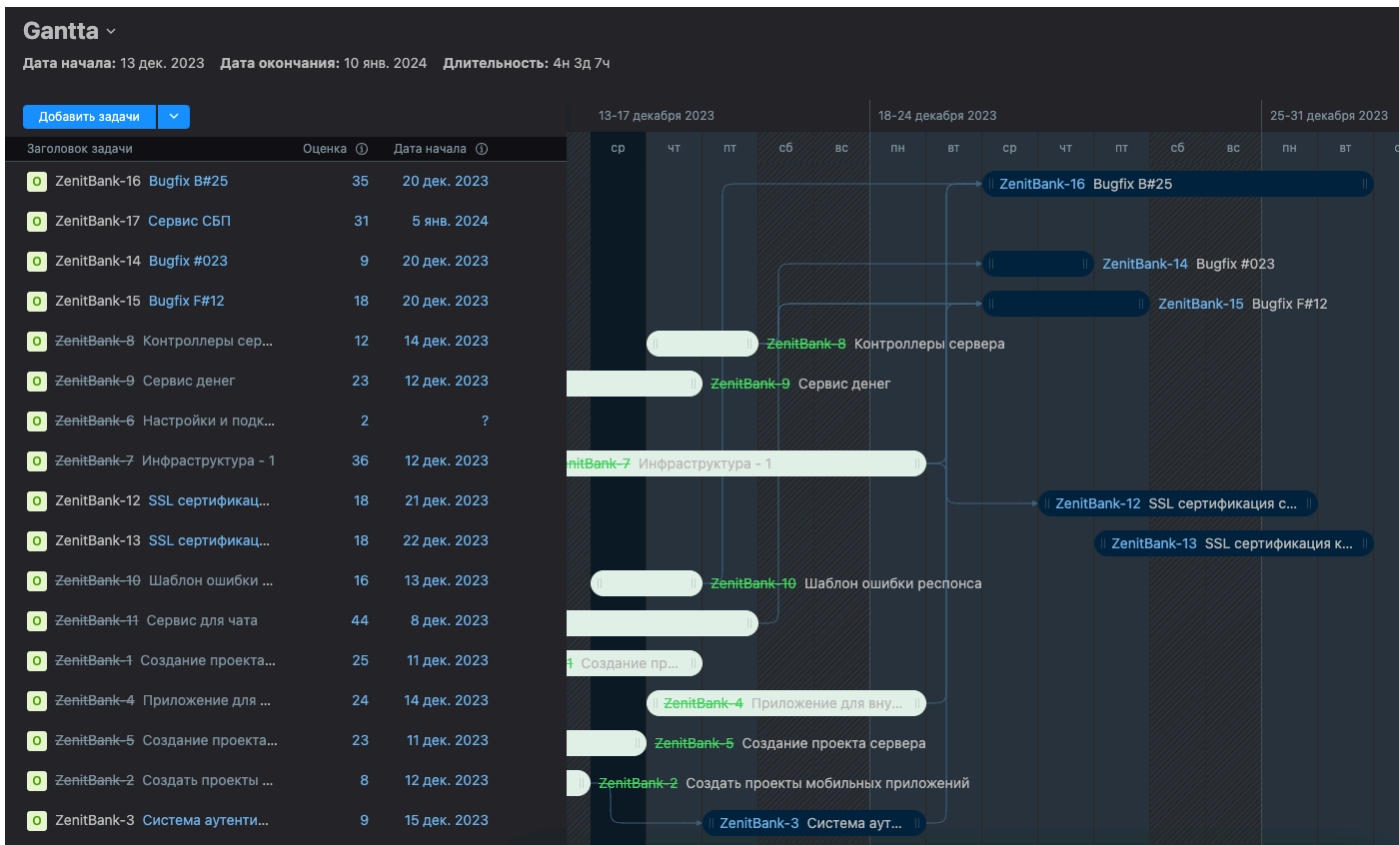 Gantta
Дата начала: 13 дек. 2023 Дата окончания: 10 янв. 2024 Длительность: 4н 3д 7ч
Добавить задачи
13-17 декабря 2023 18-24 декабря 2023 25-31 декабря 2023
Заголовок задачи Оценка Дата начала ср чт пт сб вс пн вт ср чт пт сб вс пн вт с
O ZenitBank-16 Bugfix B#25 35 20 дек. 2023 ZenitBank-16 Bugfix B#25
O ZenitBank-17 Сервис СБП 31 5 янв. 2024
O ZenitBank-14 Bugfix #023 9 20 дек. 2023 ZenitBank-14 Bugfix #023
O ZenitBank-15 Bugfix F#12 18 20 дек. 2023 ZenitBank-15 Bugfix F#12
O ZenitBank-8 Контроллеры сер... 12 14 дек. 2023 ZenitBank-8 Контроллеры сервера
O ZenitBank-9 Сервис денег 23 12 дек. 2023 ZenitBank-9 Сервис денег
O ZenitBank-6 Настройки и подк... 2 ?
O ZenitBank-7 Инфраструктура - 1 36 12 дек. 2023 enitBank-7 Инфраструктура - 1
O ZenitBank-12 SSL сертификац... 18 21 дек. 2023 ZenitBank-12 SSL сертификация с...
O ZenitBank-13 SSL сертификац... 18 22 дек. 2023 ZenitBank-13 SSL сертификация к...
O ZenitBank-10 Шаблон ошибки ... 16 13 дек. 2023 ZenitBank-10 Шаблон ошибки респонса
O ZenitBank-11 Сервис для чата 44 8 дек. 2023
O ZenitBank-1 Создание проекта... 25 11 дек. 2023 1 Создание пр...
O ZenitBank-4 Приложение для ... 24 14 дек. 2023 ZenitBank-4 Приложение для вну...
O ZenitBank-5 Создание проекта... 23 11 дек. 2023 ZenitBank-5 Создание проекта сервера
O ZenitBank-2 Создать проекты ... 8 12 дек. 2023 ZenitBank-2 Создать проекты мобильных приложений
O ZenitBank-3 Система аутенти... 9 15 дек. 2023 ZenitBank-3 Система аут...